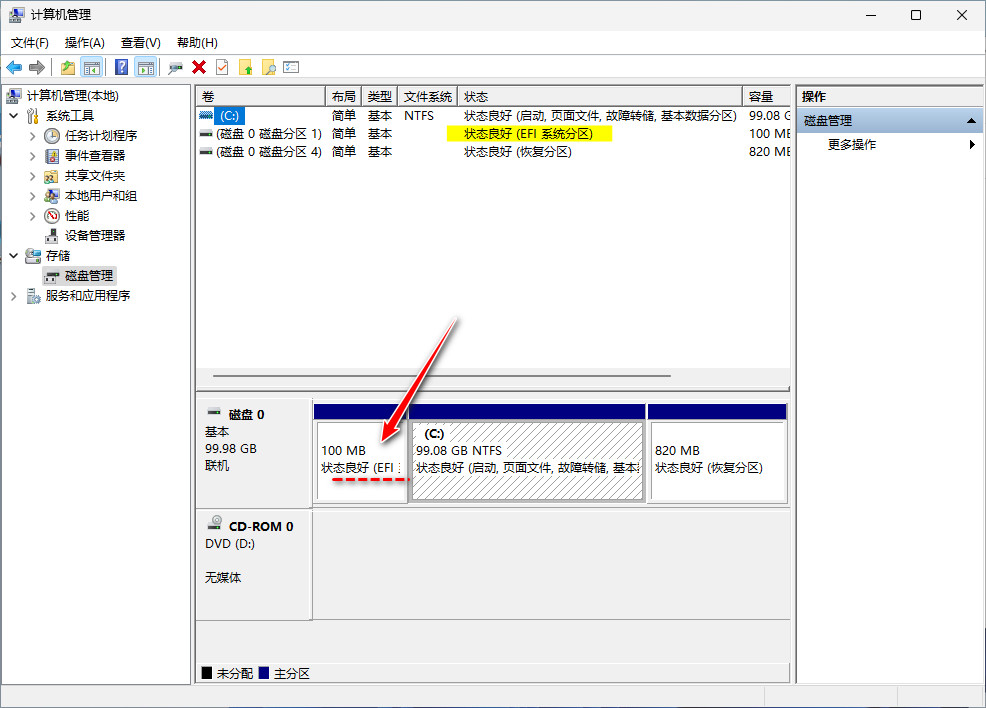 计算机管理
文件(F) 操作(A) 查看(V) 帮助(H)
计算机管理(本地)
系统工具
任务计划程序
事件查看器
共享文件夹
本地用户和组
性能
设备管理器
存储
磁盘管理
服务和应用程序
卷 布局 类型 文件系统 状态 容量
(C:) 简单 基本 NTFS 状态良好 (启动, 页面文件, 故障转储, 基本数据分区) 99.08 G
(磁盘 0 磁盘分区 1) 简单 基本 状态良好 (EFI 系统分区) 100 ME
(磁盘 0 磁盘分区 4) 简单 基本 状态良好 (恢复分区) 820 ME
磁盘 0
基本
99.98 GB
联机
100 MB
状态良好 (EFI
(C:)
99.08 GB NTFS
状态良好 (启动, 页面文件, 故障转储, 基本
820 MB
状态良好 (恢复分区)
CD-ROM 0
DVD (D:)
无媒体
未分配 主分区
操作
磁盘管理
更多操作